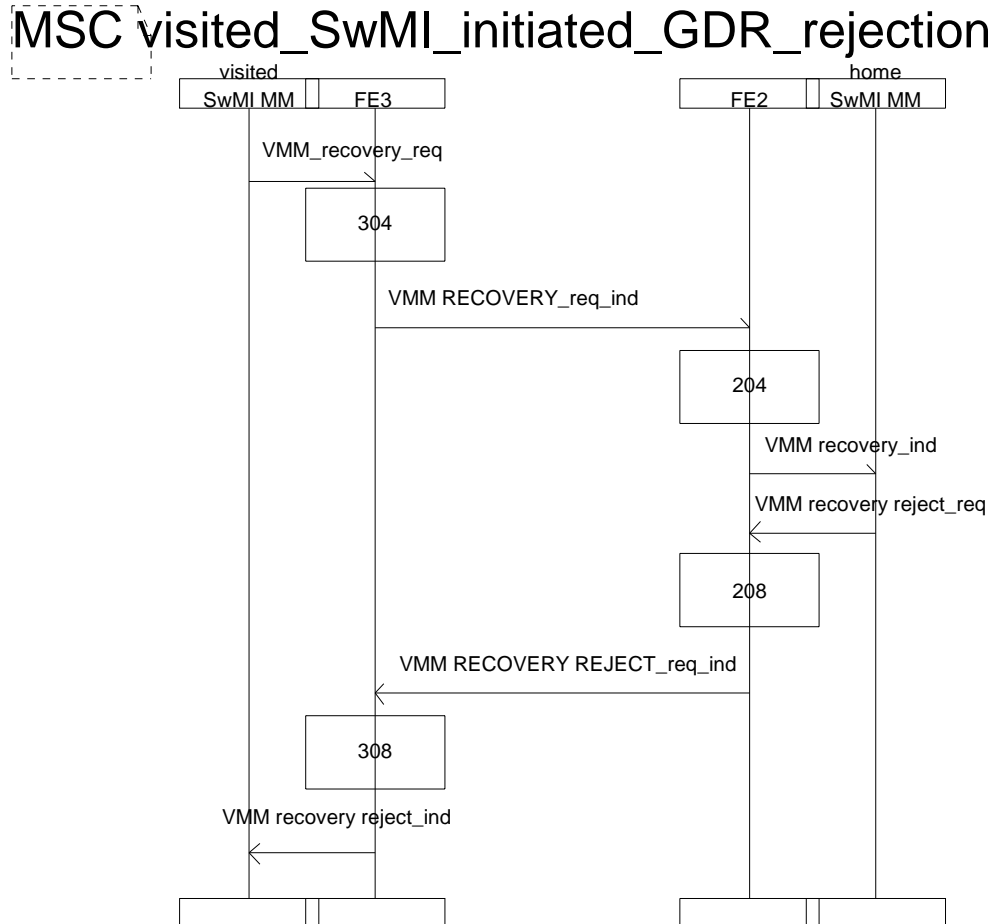 MSC visited_SwMI_initiated_GDR_rejection
visited
SwMI MM
FE3
FE2
home
SwMI MM
VMM_recovery_req
304
VMM RECOVERY_req_ind
204
VMM recovery_ind
VMM recovery reject_req
208
VMM RECOVERY REJECT_req_ind
308
VMM recovery reject_ind